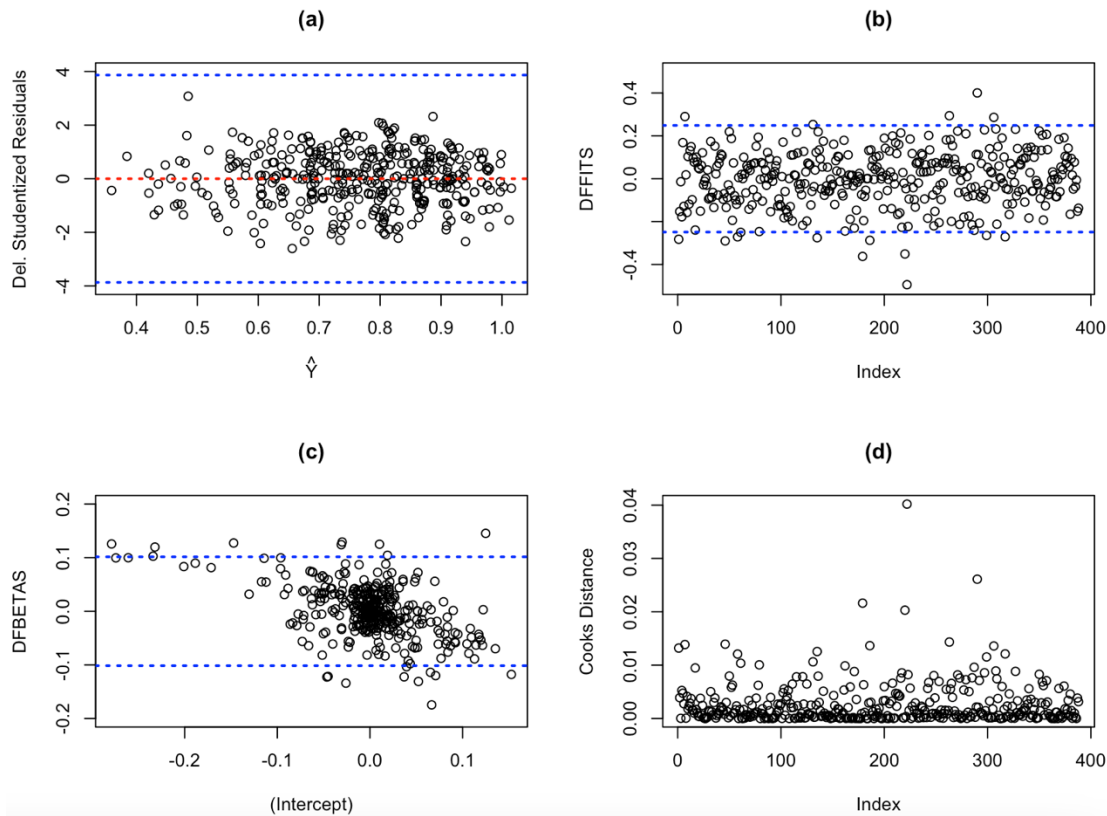 (a)
Del. Studentized Residuals
4
2
0
-2
-4
0.4 0.5 0.6 0.7 0.8 0.9 1.0
Ŷ
(b)
DFFITS
0.4
0.2
0.0
-0.4
0 100 200 300 400
Index
(c)
DFBETAS
0.2
0.1
0.0
-0.1
-0.2
-0.2 -0.1 0.0 0.1
(Intercept)
(d)
Cooks Distance
0.04
0.03
0.02
0.01
0.00
0 100 200 300 400
Index